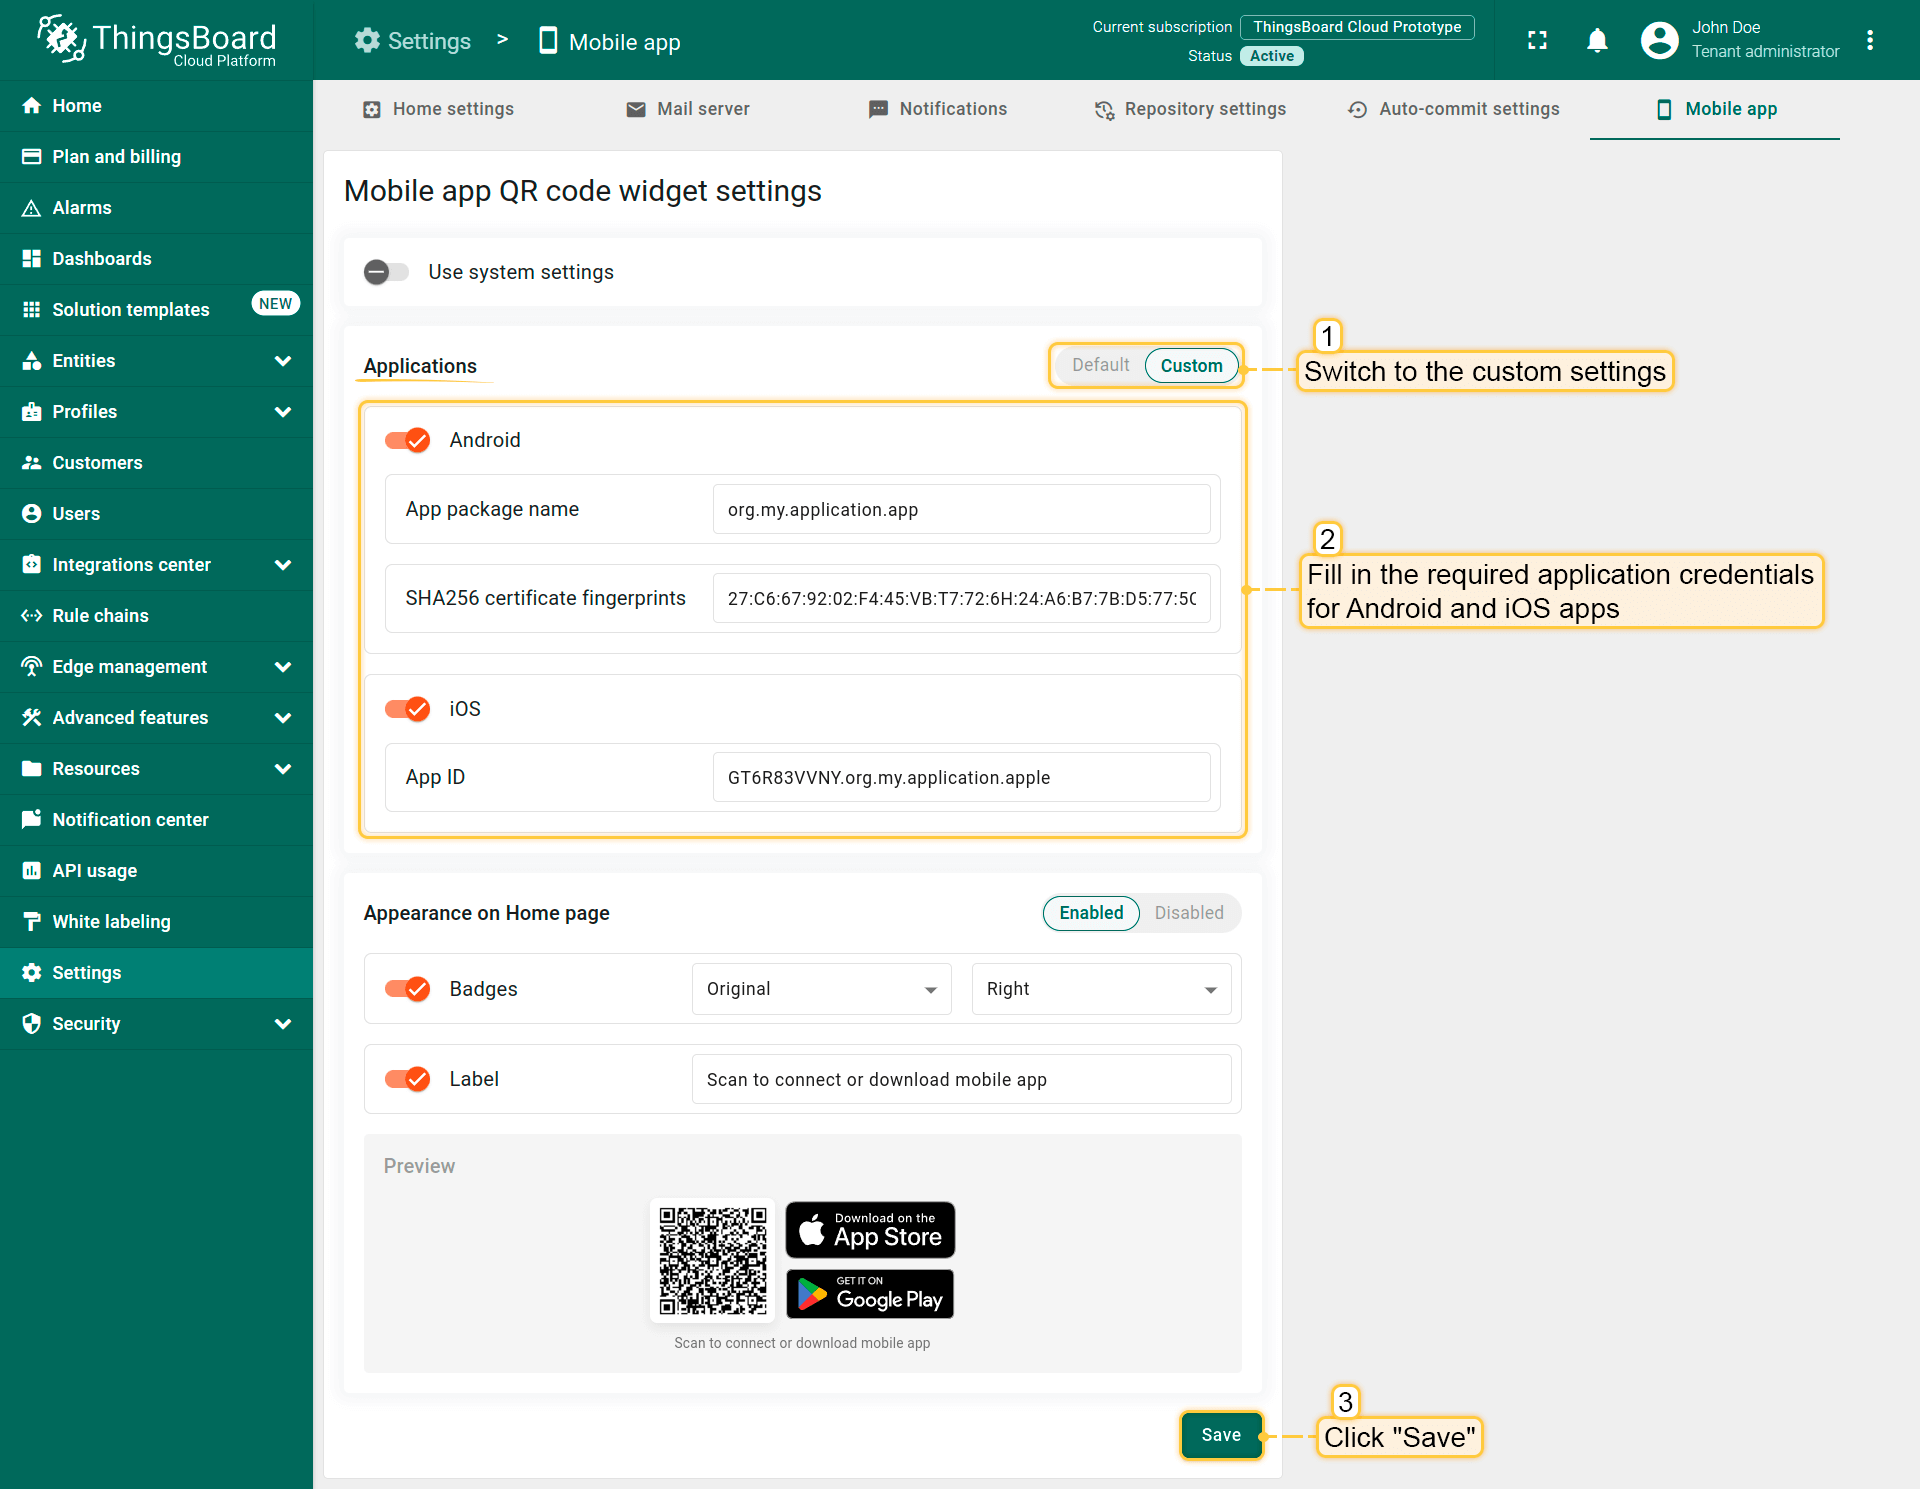 ThingsBoard
Cloud Platform
Settings > Mobile app
Current subscription ThingsBoard Cloud Prototype
Status Active
John Doe
Tenant administrator
Home
Plan and billing
Alarms
Dashboards
Solution templates NEW
Entities
Profiles
Customers
Users
Integrations center
Rule chains
Edge management
Advanced features
Resources
Notification center
API usage
White labeling
Settings
Security
Home settings
Mail server
Notifications
Repository settings
Auto-commit settings
Mobile app
Mobile app QR code widget settings
Use system settings
Applications
Default Custom
1
Switch to the custom settings
Android
App package name org.my.application.app
SHA256 certificate fingerprints 27:C6:67:92:02:F4:45:VB:T7:72:6H:24:A6:B7:7B:D5:77:5C
2
Fill in the required application credentials
for Android and iOS apps
iOS
App ID GT6R83VVNY.org.my.application.apple
Appearance on Home page
Enabled Disabled
Badges Original Right
Label Scan to connect or download mobile app
Preview
Download on the
App Store
GET IT ON
Google Play
Scan to connect or download mobile app
Save
3
Click "Save"